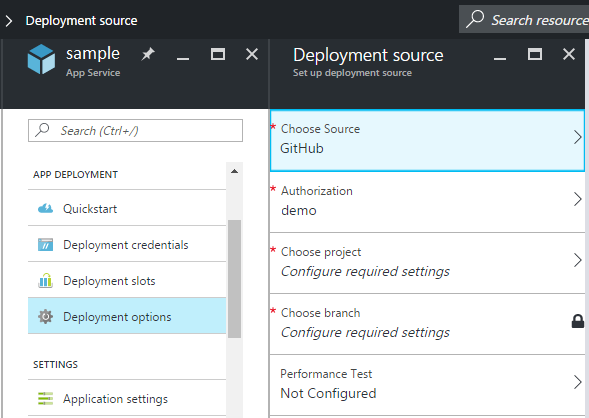 Deployment source
Search resource
sample
App Service
Deployment source
Set up deployment source
Search (Ctrl+/)
APP DEPLOYMENT
Quickstart
Deployment credentials
Deployment slots
Deployment options
SETTINGS
Application settings
* Choose Source
GitHub
* Authorization
demo
* Choose project
Configure required settings
* Choose branch
Configure required settings
Performance Test
Not Configured